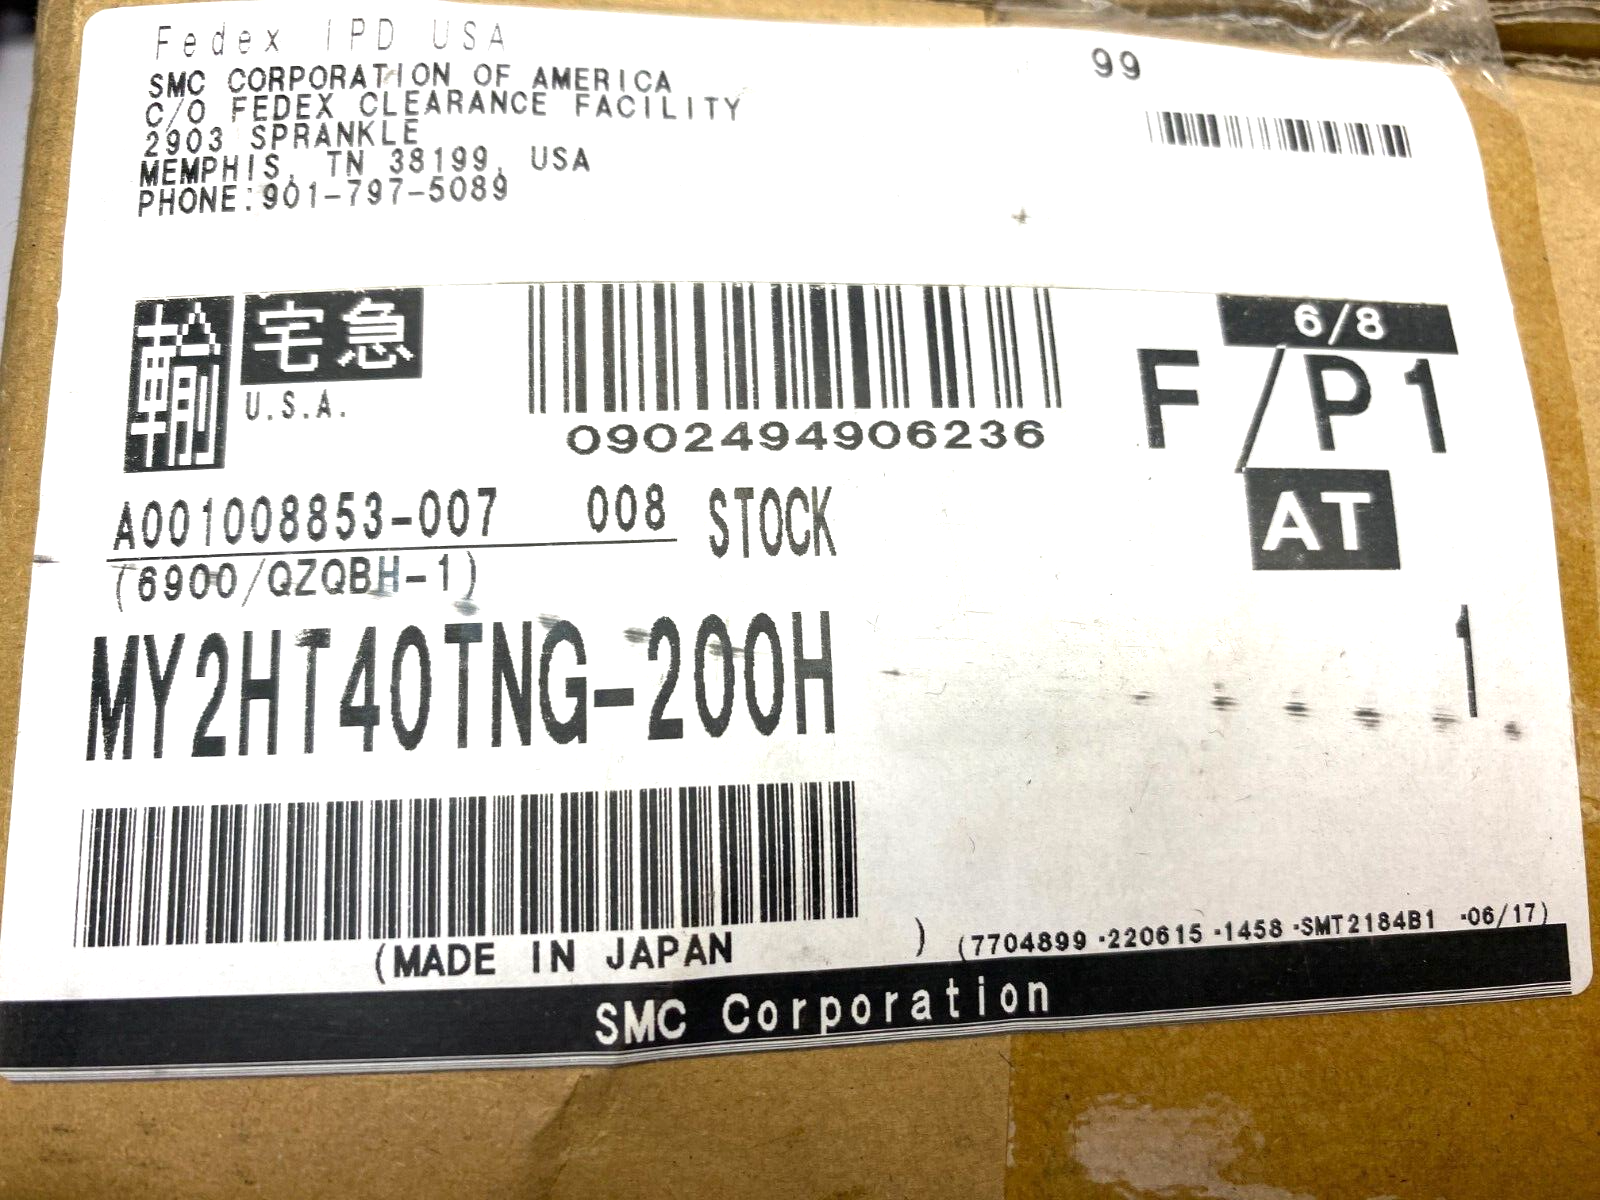 Fedex IPD USA
SMC CORPORATION OF AMERICA
C/O FEDEX CLEARANCE FACILITY
2903 SPRANKLE
MEMPHIS, TN 38199, USA
PHONE:901-797-5089
99
輸 宅急
U.S.A.
0902494906236
6/8
F/P1
AT
A001008853-007 008 STOCK
(6900/QZQBH-1)
MY2HT40TNG-200H 1
(MADE IN JAPAN )
(7704899 -220615 -1458 -SMT2184B1 -06/17)
SMC Corporation